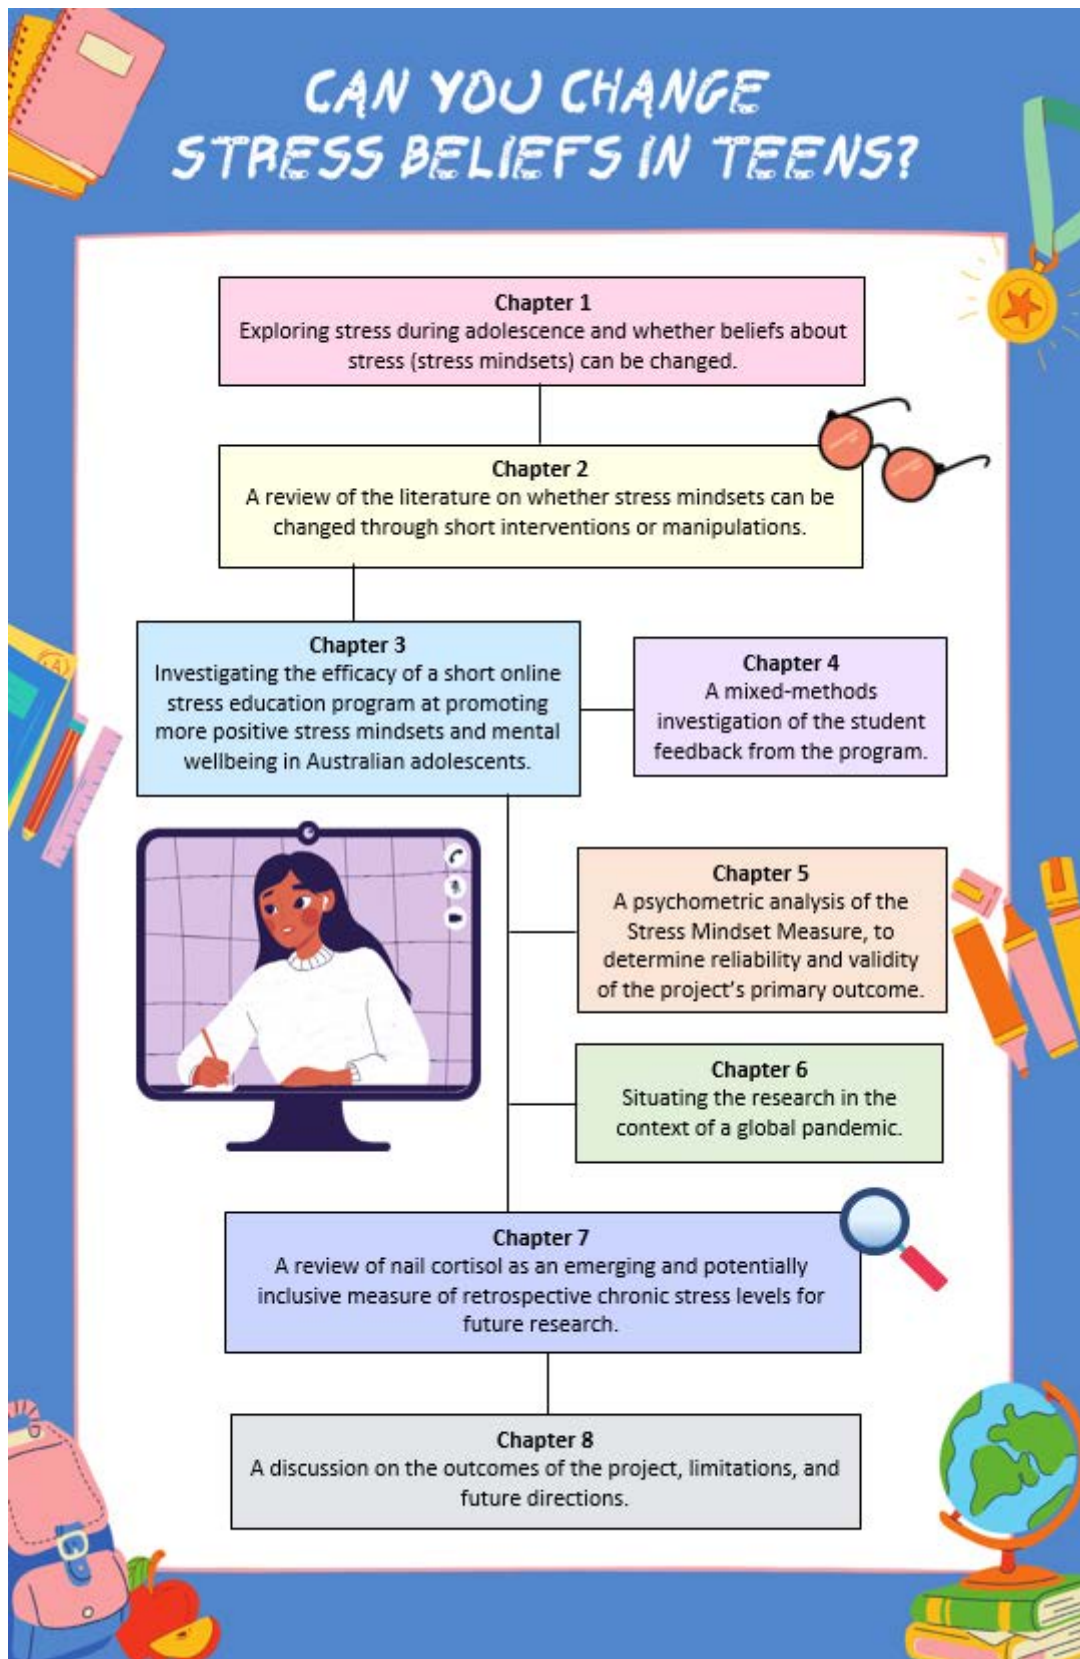 CAN YOU CHANGE
STRESS BELIEFS IN TEENS?
Chapter 1
Exploring stress during adolescence and whether beliefs about
stress (stress mindsets) can be changed.
Chapter 2
A review of the literature on whether stress mindsets can be
changed through short interventions or manipulations.
Chapter 3
Investigating the efficacy of a short online
stress education program at promoting
more positive stress mindsets and mental
wellbeing in Australian adolescents.
Chapter 4
A mixed-methods
investigation of the student
feedback from the program.
A
Chapter 5
A psychometric analysis of the
Stress Mindset Measure, to
determine reliability and validity
of the project's primary outcome.
Chapter 6
Situating the research in the
context of a global pandemic.
Chapter 7
A review of nail cortisol as an emerging and potentially
inclusive measure of retrospective chronic stress levels for
future research.
Chapter 8
A discussion on the outcomes of the project, limitations, and
future directions.